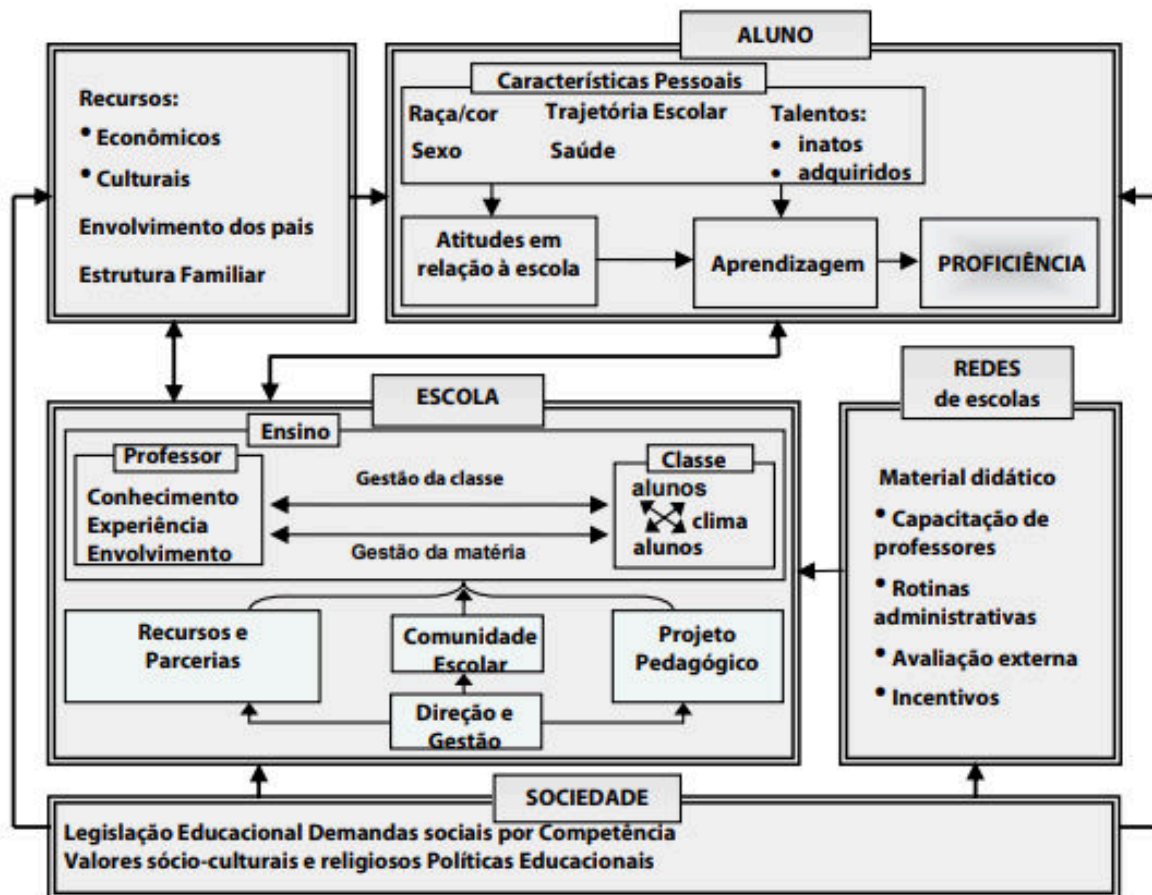 Recursos:
• Econômicos
• Culturais
Envolvimento dos pais
Estrutura Familiar
ALUNO
Características Pessoais
Raça/cor
Sexo
Trajetória Escolar
Saúde
Talentos:
• inatos
• adquiridos
Atitudes em
relação à escola
Aprendizagem
PROFICIÊNCIA
ESCOLA
Ensino
Professor
Conhecimento
Experiência
Envolvimento
Gestão da classe
Gestão da matéria
Classe
alunos
clima
alunos
Recursos e
Parcerias
Comunidade
Escolar
Projeto
Pedagógico
Direção e
Gestão
REDES
de escolas
Material didático
• Capacitação de
professores
• Rotinas
administrativas
• Avaliação externa
• Incentivos
SOCIEDADE
Legislação Educacional Demandas sociais por Competência
Valores sócio-culturais e religiosos Políticas Educacionais